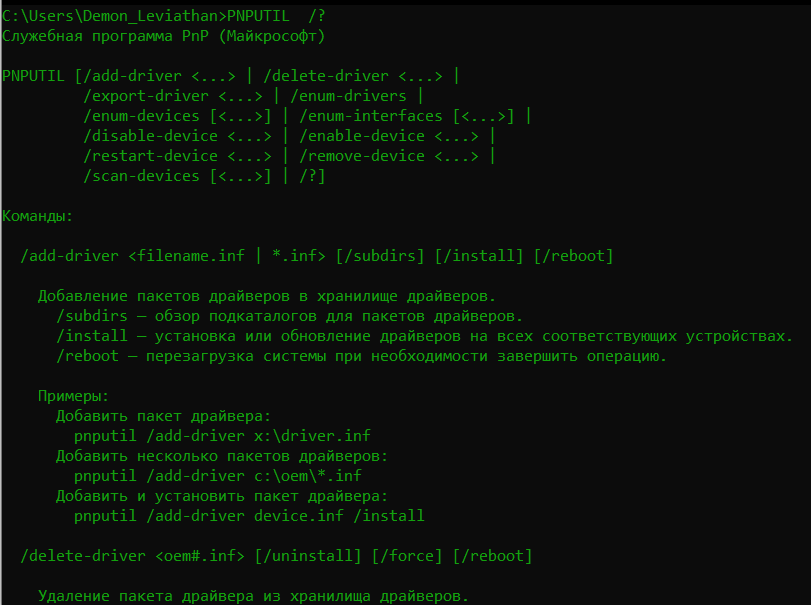 C:\Users\Demon_Leviathan>PNPUTIL  /?
Служебная программа PnP (Майкрософт)
PNPUTIL [/add-driver <...> | /delete-driver <...> |
/export-driver <...> | /enum-drivers |
/enum-devices [<...>] | /enum-interfaces [<...>] |
/disable-device <...> | /enable-device <...> |
/restart-device <...> | /remove-device <...> |
/scan-devices [<...>] | /?]
Команды:
/add-driver <filename.inf | *.inf> [/subdirs] [/install] [/reboot]
Добавление пакетов драйверов в хранилище драйверов.
/subdirs — обзор подкаталогов для пакетов драйверов.
/install — установка или обновление драйверов на всех соответствующих устройствах.
/reboot — перезагрузка системы при необходимости завершить операцию.
Примеры:
Добавить пакет драйвера:
pnputil /add-driver x:\driver.inf
Добавить несколько пакетов драйверов:
pnputil /add-driver c:\oem\*.inf
Добавить и установить пакет драйвера:
pnputil /add-driver device.inf /install
/delete-driver <oem#.inf> [/uninstall] [/force] [/reboot]
Удаление пакета драйвера из хранилища драйверов.